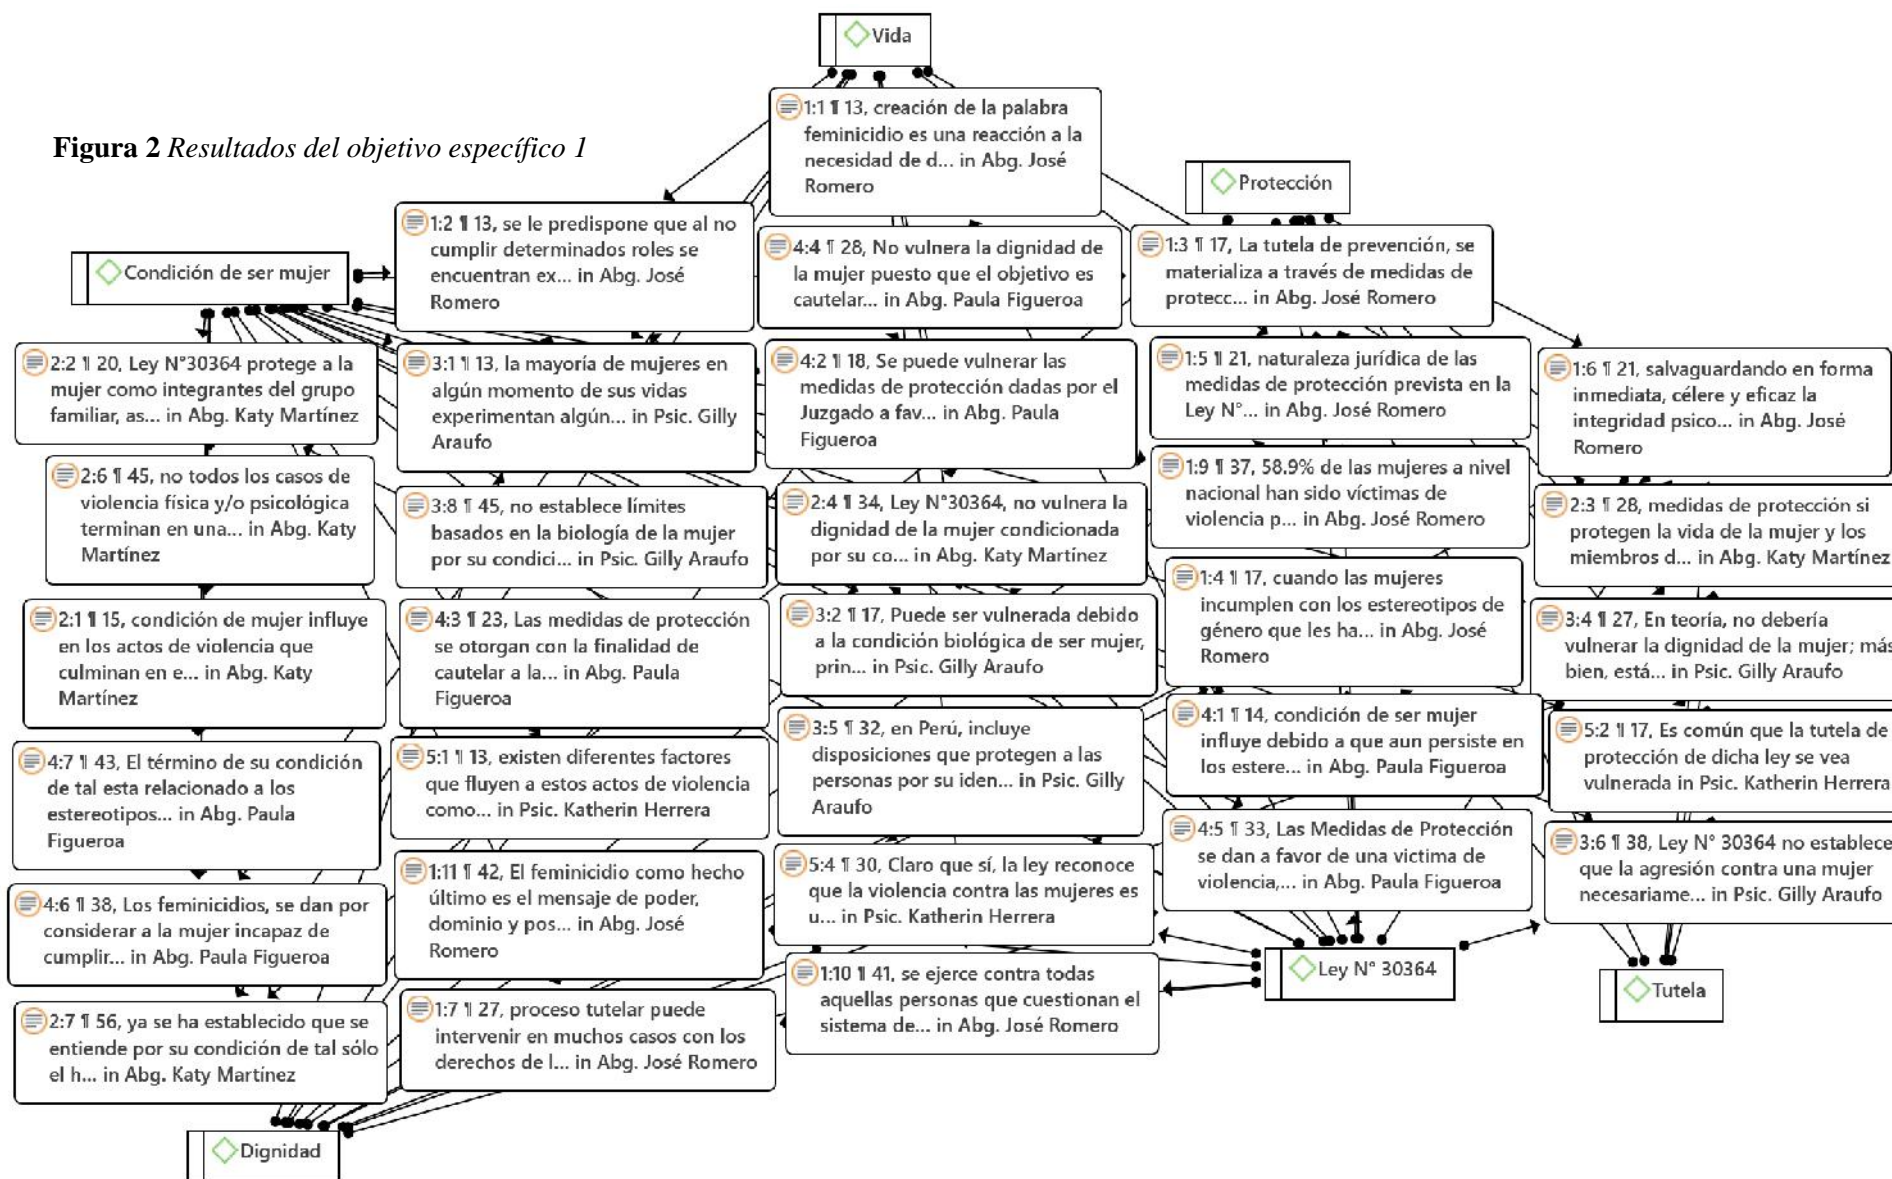 Vida
Figura 2 Resultados del objetivo específico 1
1:1 ¶ 13, creación de la palabra
feminicidio es una reacción a la
necesidad de d... in Abg. José
Romero
Protección
1:2 ¶ 13, se le predispone que al no
cumplir determinados roles se
encuentran ex... in Abg. José
Romero
4:4 ¶ 28, No vulnera la dignidad de
la mujer puesto que el objetivo es
cautelar... in Abg. Paula Figueroa
1:3 ¶ 17, La tutela de prevención, se
materializa a través de medidas de
protecc... in Abg. José Romero
Condición de ser mujer
2:2 ¶ 20, Ley N°30364 protege a la
mujer como integrantes del grupo
familiar, as... in Abg. Katy Martínez
3:1 ¶ 13, la mayoría de mujeres en
algún momento de sus vidas
experimentan algún... in Psic. Gilly
Araufo
4:2 ¶ 18, Se puede vulnerar las
medidas de protección dadas por el
Juzgado a fav... in Abg. Paula
Figueroa
1:5 ¶ 21, naturaleza jurídica de las
medidas de protección prevista en la
Ley N°... in Abg. José Romero
1:6 ¶ 21, salvaguardando en forma
inmediata, célere y eficaz la
integridad psico... in Abg. José
Romero
2:6 ¶ 45, no todos los casos de
violencia física y/o psicológica
terminan en una... in Abg. Katy
Martínez
3:8 ¶ 45, no establece límites
basados en la biología de la mujer
por su condici... in Psic. Gilly Araufo
2:4 ¶ 34, Ley N°30364, no vulnera la
dignidad de la mujer condicionada
por su co... in Abg. Katy Martínez
1:9 ¶ 37, 58.9% de las mujeres a nivel
nacional han sido víctimas de
violencia p... in Abg. José Romero
2:3 ¶ 28, medidas de protección si
protegen la vida de la mujer y los
miembros d... in Abg. Katy Martínez
2:1 ¶ 15, condición de mujer influye
en los actos de violencia que
culminan en e... in Abg. Katy
Martínez
4:3 ¶ 23, Las medidas de protección
se otorgan con la finalidad de
cautelar a la... in Abg. Paula
Figueroa
3:2 ¶ 17, Puede ser vulnerada debido
a la condición biológica de ser mujer,
prin... in Psic. Gilly Araufo
1:4 ¶ 17, cuando las mujeres
incumplen con los estereotipos de
género que les ha... in Abg. José
Romero
3:4 ¶ 27, En teoría, no debería
vulnerar la dignidad de la mujer; más
bien, está... in Psic. Gilly Araufo
4:7 ¶ 43, El término de su condición
de tal esta relacionado a los
estereotipos... in Abg. Paula
Figueroa
5:1 ¶ 13, existen diferentes factores
que fluyen a estos actos de violencia
como... in Psic. Katherin Herrera
3:5 ¶ 32, en Perú, incluye
disposiciones que protegen a las
personas por su iden... in Psic. Gilly
Araufo
4:1 ¶ 14, condición de ser mujer
influye debido a que aun persiste en
los estere... in Abg. Paula Figueroa
5:2 ¶ 17, Es común que la tutela de
protección de dicha ley se vea
vulnerada in Psic. Katherin Herrera
4:6 ¶ 38, Los feminicidios, se dan por
considerar a la mujer incapaz de
cumplir... in Abg. Paula Figueroa
1:11 ¶ 42, El feminicidio como hecho
último es el mensaje de poder,
dominio y pos... in Abg. José
Romero
5:4 ¶ 30, Claro que sí, la ley reconoce
que la violencia contra las mujeres es
u... in Psic. Katherin Herrera
4:5 ¶ 33, Las Medidas de Protección
se dan a favor de una victima de
violencia,... in Abg. Paula Figueroa
3:6 ¶ 38, Ley N° 30364 no establece
que la agresión contra una mujer
necesariame... in Psic. Gilly Araufo
2:7 ¶ 56, ya se ha establecido que se
entiende por su condición de tal sólo
el h... in Abg. Katy Martínez
1:7 ¶ 27, proceso tutelar puede
intervenir en muchos casos con los
derechos de l... in Abg. José Romero
1:10 ¶ 41, se ejerce contra todas
aquellas personas que cuestionan el
sistema de... in Abg. José Romero
Ley N° 30364
Tutela
Dignidad